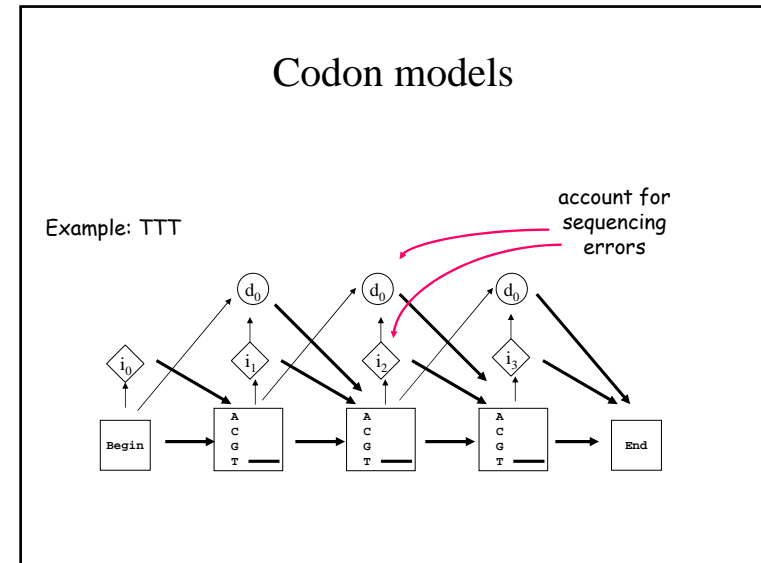 Codon models
Example: TTT
account for
sequencing
errors
d₀ d₀ d₀
i₀ i₁ i₂ i₃
Begin
A
C
G
T
A
C
G
T
A
C
G
T
End